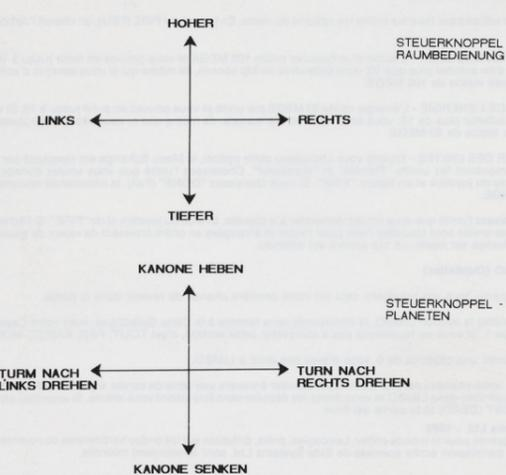 HOHER
STEUERKNOPPEL
RAUMBEDIENUNG
LINKS
RECHTS
TIEFER
KANONE HEBEN
STEUERKNOPPEL -
PLANETEN
TURM NACH
LINKS DREHEN
TURN NACH
RECHTS DREHEN
KANONE SENKEN